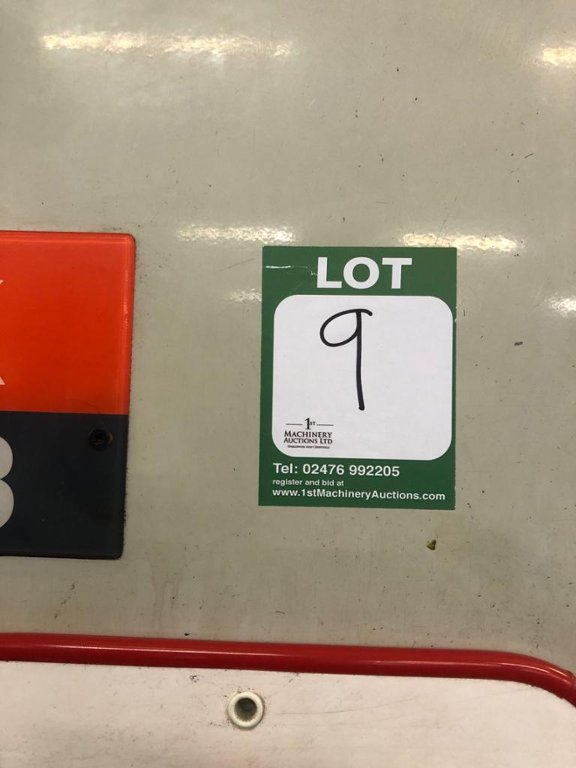 LOT
9
1ST
MACHINERY
AUCTIONS LTD
Tel: 02476 992205
register and bid at
www.1stMachineryAuctions.com